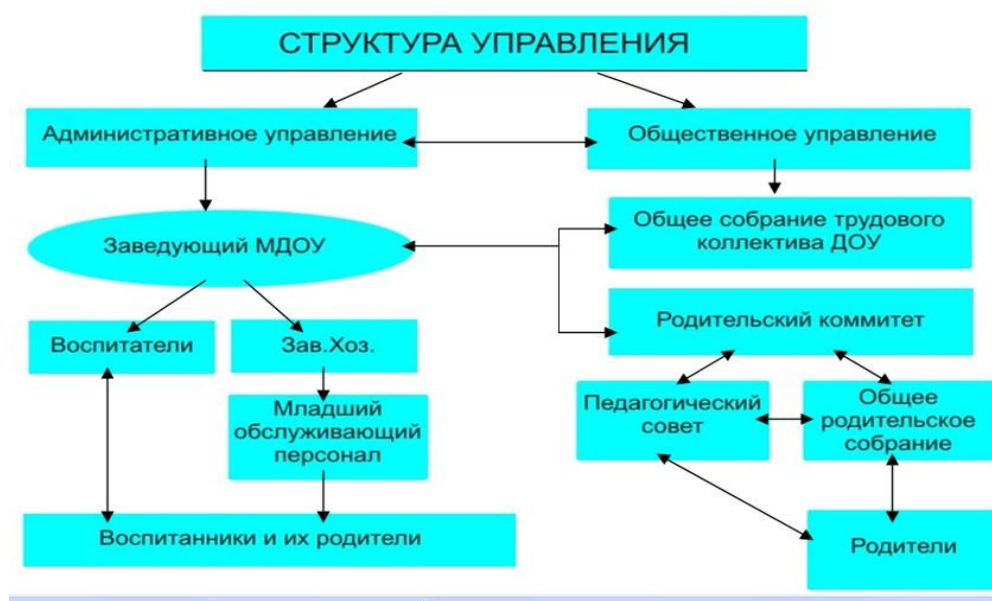 СТРУКТУРА УПРАВЛЕНИЯ
Административное управление
Общественное управление
Заведующий МДОУ
Общее собрание трудового
коллектива ДОУ
Родительский коммитет
Воспитатели
Зав.Хоз.
Младший
обслуживающий
персонал
Педагогический
совет
Общее
родительское
собрание
Воспитанники и их родители
Родители